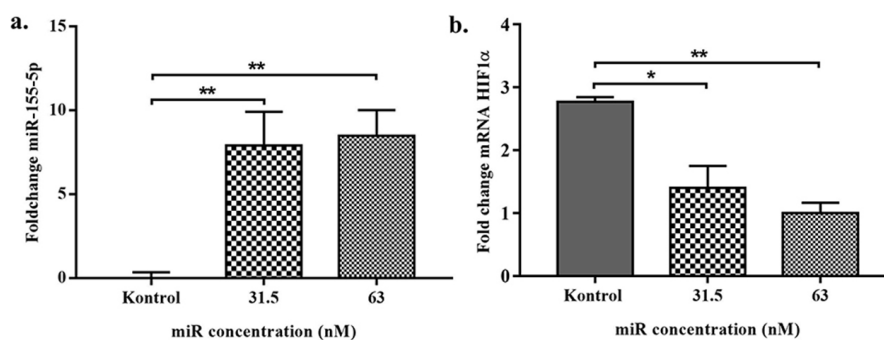 a.
Foldchange miR-155-5p
15
10
5
0
**
**
Kontrol
31.5
63
miR concentration (nM)
b.
Fold change mRNA HIF1α
4
3
2
1
0
**
*
Kontrol
31.5
63
miR concentration (nM)